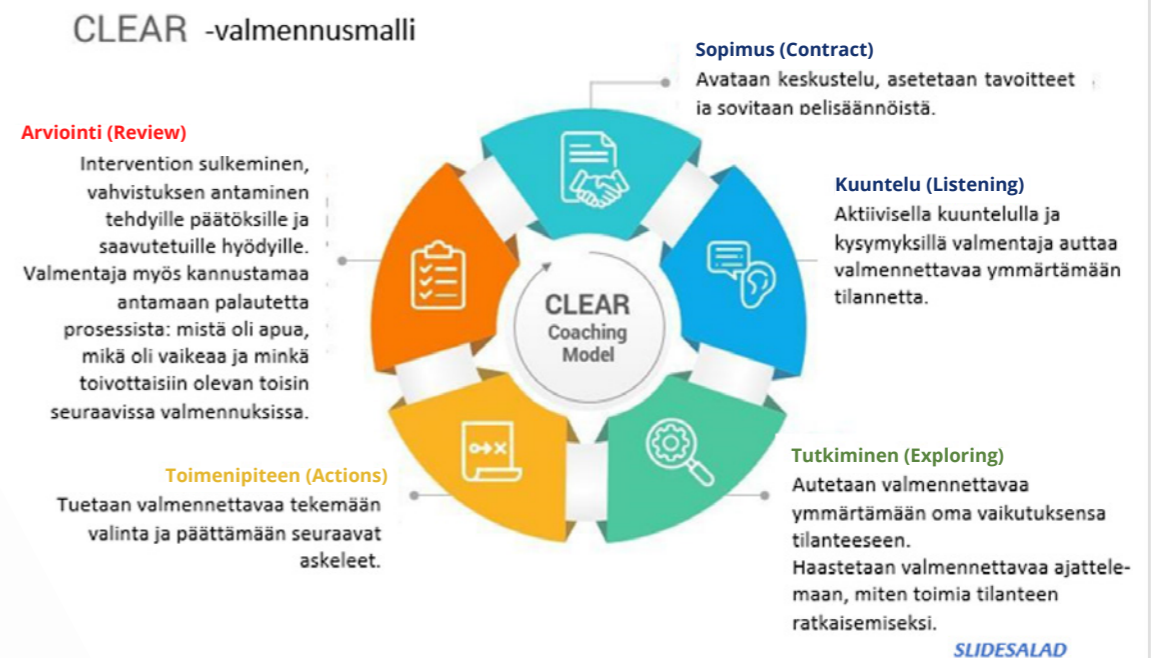 CLEAR -valmennusmalli
Sopimus (Contract)
Avataan keskustelu, asetetaan tavoitteet
ja sovitaan pelisäännöistä.
Kuuntelu (Listening)
Aktiivisella kuuntelulla ja
kysymyksillä valmentaja auttaa
valmennettavaa ymmärtämään
tilannetta.
Tutkiminen (Exploring)
Autetaan valmennettavaa
ymmärtämään oma vaikutuksensa
tilanteeseen.
Haastetaan valmennettavaa ajattele-
maan, miten toimia tilanteen
ratkaisemiseksi.
Toimenipiteen (Actions)
Tuetaan valmennettavaa tekemään
valinta ja päättämään seuraavat
askeleet.
Arviointi (Review)
Intervention sulkeminen,
vahvistuksen antaminen
tehdyille päätöksille ja
saavutetuille hyödyille.
Valmentaja myös kannustamaa
antamaan palautetta
prosessista: mistä oli apua,
mikä oli vaikeaa ja minkä
toivottaisiin olevan toisin
seuraavissa valmennuksissa.
CLEAR
Coaching
Model
SLIDESALAD